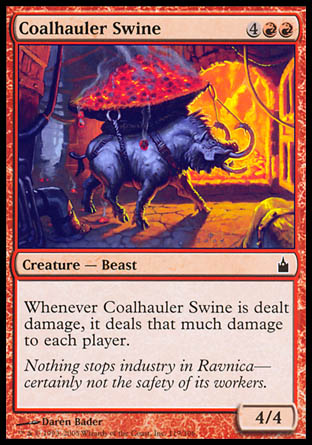 Coalhauler Swine 4
Creature — Beast
Whenever Coalhauler Swine is dealt
damage, it deals that much damage
to each player.
Nothing stops industry in Ravnica—
certainly not the safety of its workers.
Daren Bader
4/4